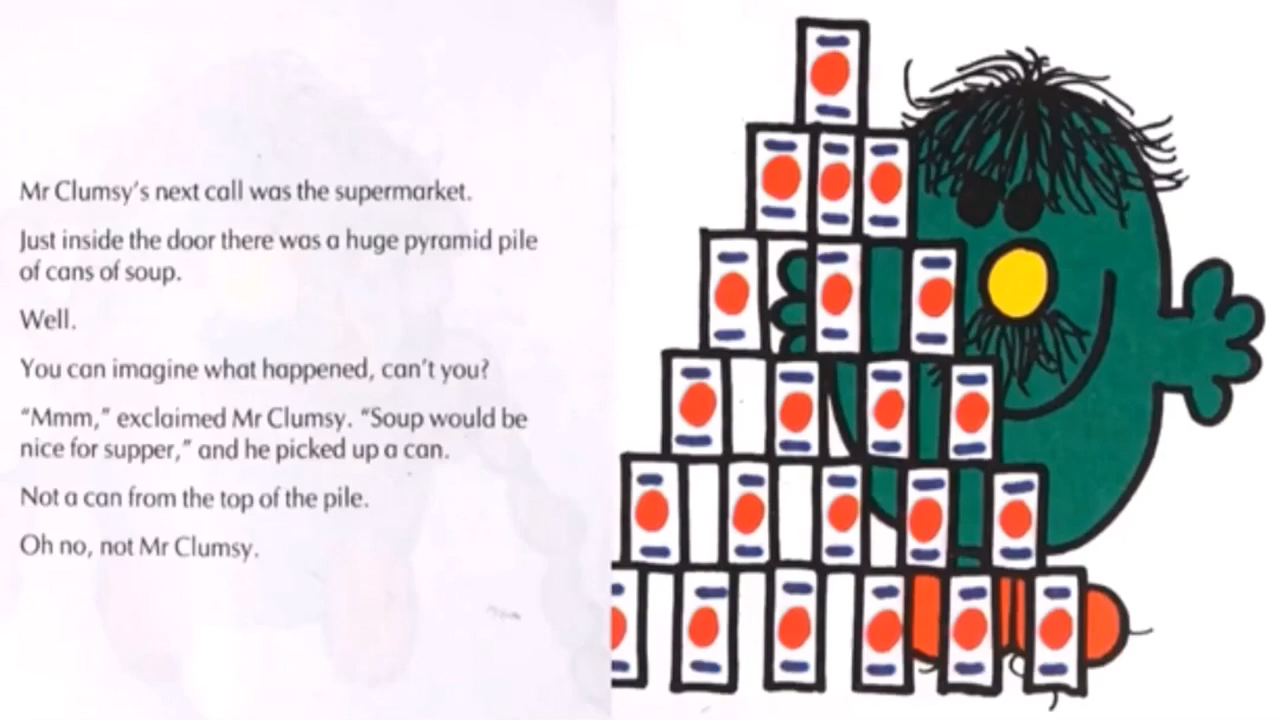 Mr Clumsy's next call was the supermarket.
Just inside the door there was a huge pyramid pile
of cans of soup.
Well.
You can imagine what happened, can't you?
"Mmm," exclaimed Mr Clumsy. "Soup would be
nice for supper," and he picked up a can.
Not a can from the top of the pile.
Oh no, not Mr Clumsy.